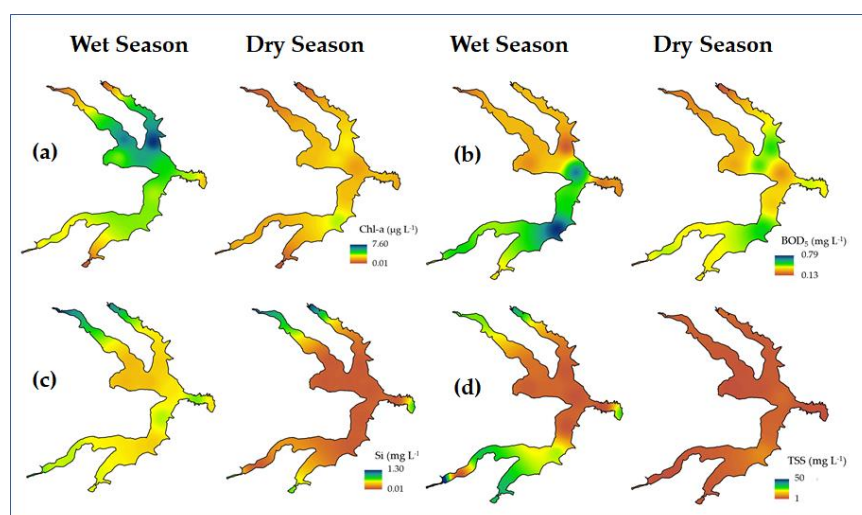 Wet Season Dry Season Wet Season Dry Season
(a) (b)
Chl-a (µg L⁻¹)
7.60
0.01
BOD₅ (mg L⁻¹)
0.79
0.13
(c) (d)
Si (mg L⁻¹
1.30
0.01
TSS (mg L⁻¹)
50
1